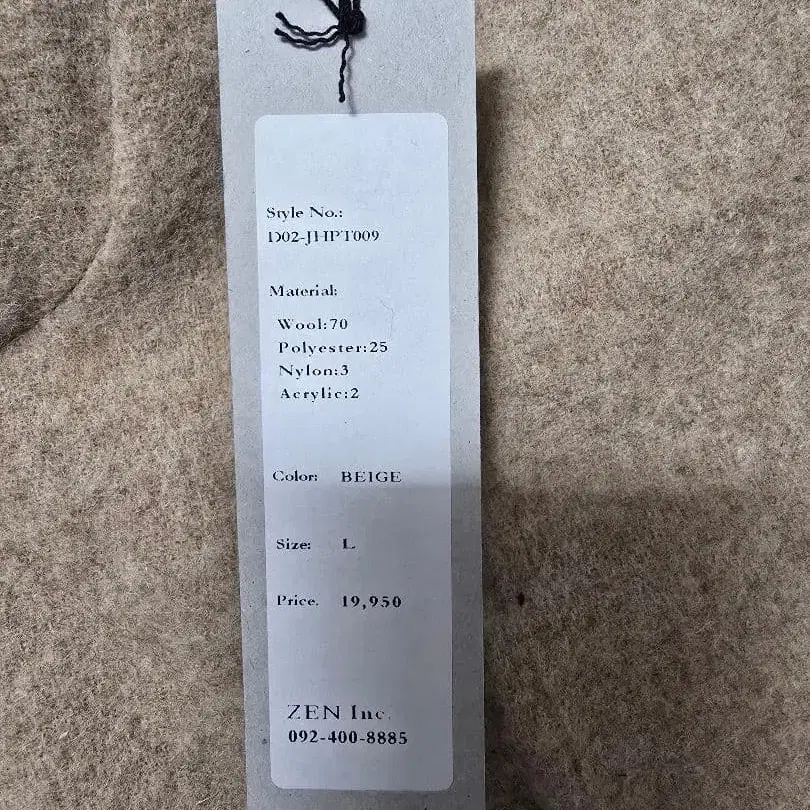 Style No.:
D02-JHPT009
Material:
Wool:70
Polyester:25
Nylon:3
Acrylic:2
Color: BEIGE
Size: L
Price. 19,950
ZEN Inc.
092-400-8885